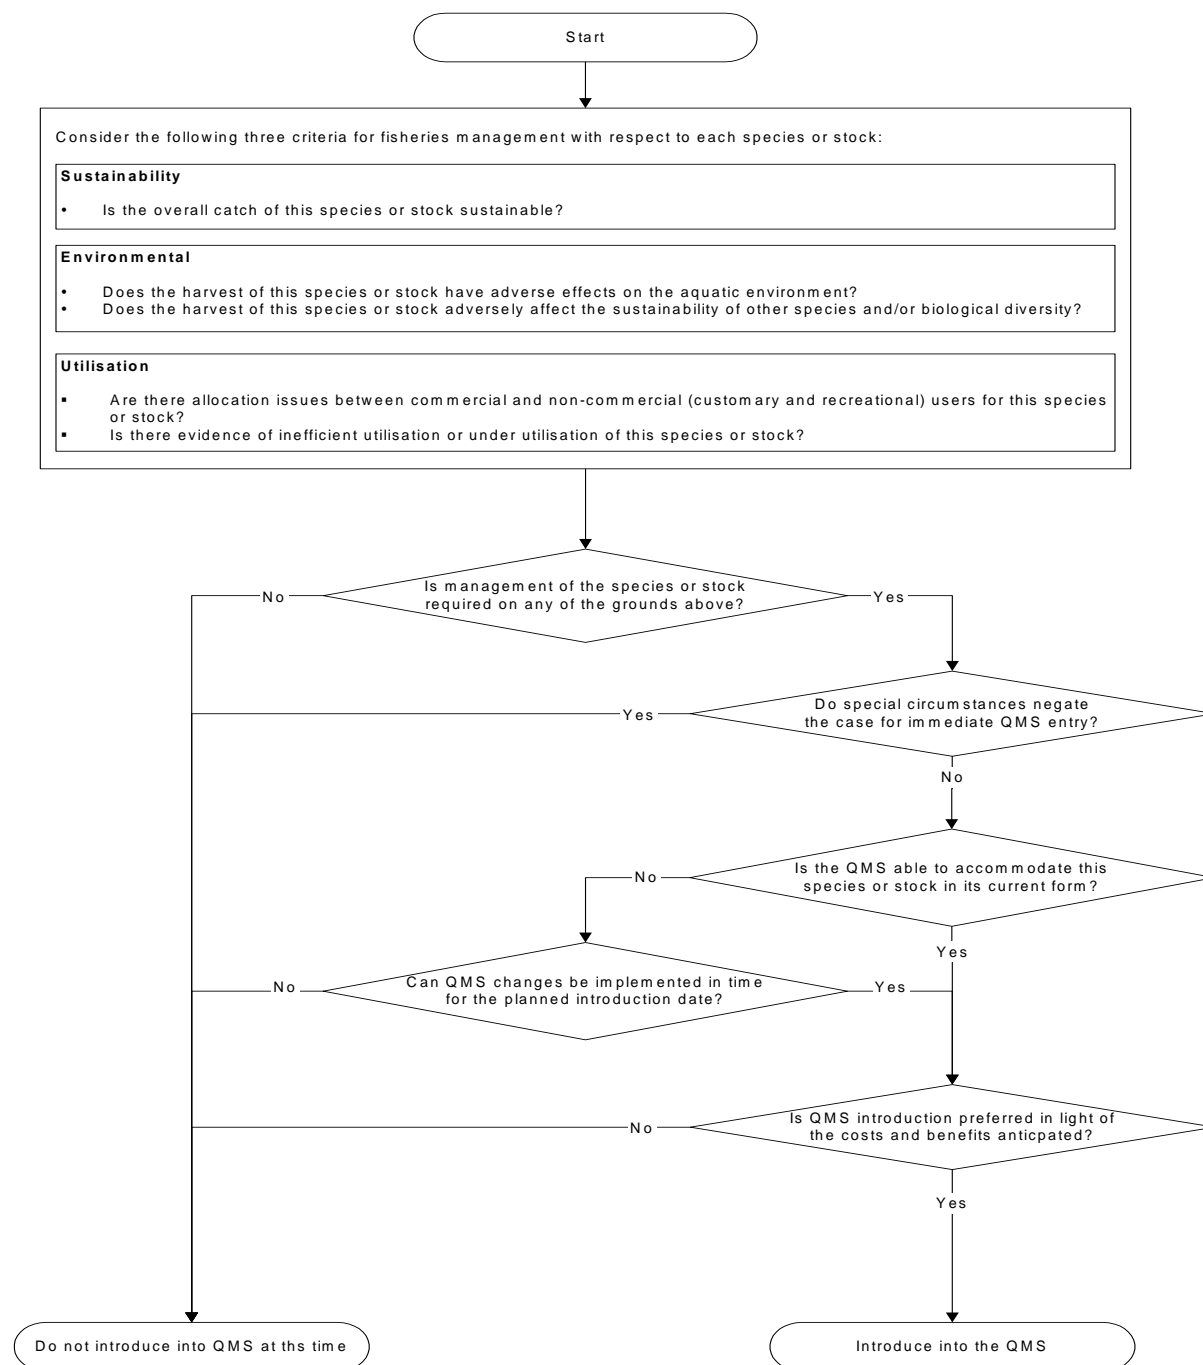 Start
Consider the following three criteria for fisheries management with respect to each species or stock:
Sustainability
• Is the overall catch of this species or stock sustainable?
Environmental
• Does the harvest of this species or stock have adverse effects on the aquatic environment?
• Does the harvest of this species or stock adversely affect the sustainability of other species and/or biological diversity?
Utilisation
▪ Are there allocation issues between commercial and non-commercial (customary and recreational) users for this species
or stock?
▪ Is there evidence of inefficient utilisation or under utilisation of this species or stock?
Is management of the species or stock
required on any of the grounds above?
No
Yes
Do special circumstances negate
the case for immediate QMS entry?
Yes
No
Is the QMS able to accommodate this
species or stock in its current form?
No
Yes
Can QMS changes be implemented in time
for the planned introduction date?
No
Yes
Is QMS introduction preferred in light of
the costs and benefits anticpated?
No
Yes
Do not introduce into QMS at ths time
Introduce into the QMS